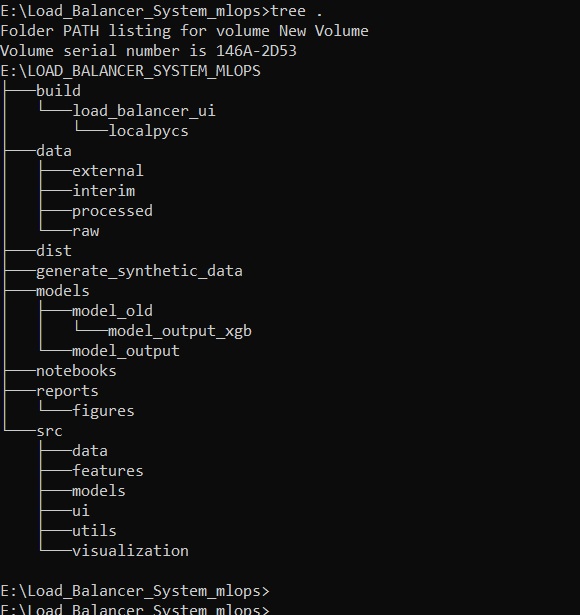 E:\Load_Balancer_System_mlops>tree .
Folder PATH listing for volume New Volume
Volume serial number is 146A-2D53
E:\LOAD_BALANCER_SYSTEM_MLOPS
├───build
│   └───load_balancer_ui
│       └───localpycs
├───data
│   ├───external
│   ├───interim
│   ├───processed
│   └───raw
├───dist
├───generate_synthetic_data
├───models
│   ├───model_old
│   │   └───model_output_xgb
│   └───model_output
├───notebooks
├───reports
│   └───figures
└───src
    ├───data
    ├───features
    ├───models
    ├───ui
    ├───utils
    └───visualization

E:\Load_Balancer_System_mlops>
E:\Load_Balancer_System_mlops>